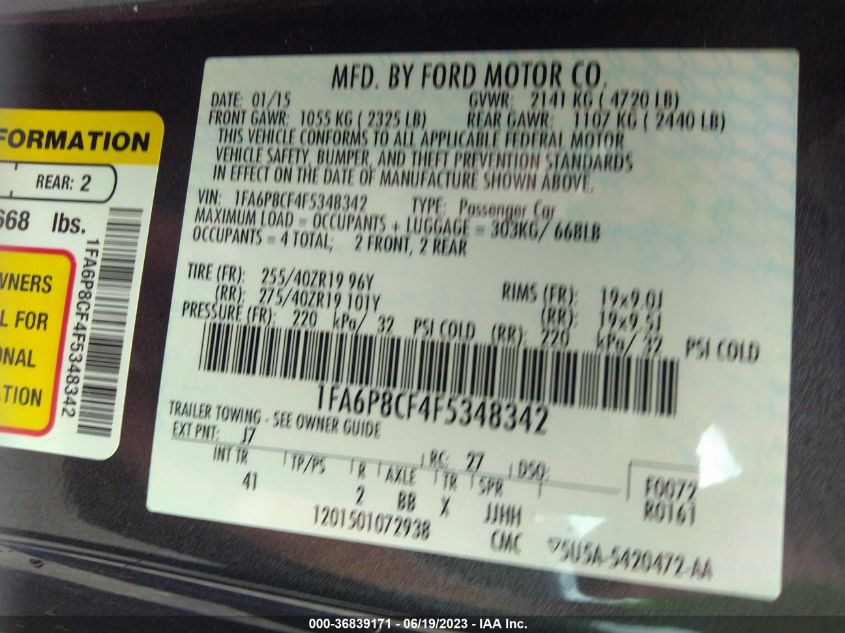 FORMATION
REAR: 2
668 lbs.
WNERS
L FOR
ONAL
ATION
1FA6P8CF4F5348342
MFD. BY FORD MOTOR CO.
DATE: 01/15 GVWR: 2141 KG ( 4720 LB)
FRONT GAWR: 1055 KG ( 2325 LB) REAR GAWR: 1107 KG ( 2440 LB)
THIS VEHICLE CONFORMS TO ALL APPLICABLE FEDERAL MOTOR
VEHICLE SAFETY, BUMPER, AND THEFT PREVENTION STANDARDS
IN EFFECT ON THE DATE OF MANUFACTURE SHOWN ABOVE.
VIN: 1FA6P8CF4F5348342 TYPE: Passenger Car
MAXIMUM LOAD = OCCUPANTS + LUGGAGE = 303KG/ 668LB
OCCUPANTS = 4 TOTAL; 2 FRONT, 2 REAR
TIRE (FR): 255/40ZR19 96Y RIMS (FR): 19x9.0J
(RR): 275/40ZR19 101Y (RR): 19x9.5J
PRESSURE (FR): 220 kPa/ 32 PSI COLD (RR): 220 kPa/ 32 PSI COLD
1FA6P8CF4F5348342
TRAILER TOWING - SEE OWNER GUIDE
EXT PNT: J7 RC: 27 DSO: F0072
INT TR TP/PS R AXLE TR SPR R0161
41 2 BB X JJHH
1201501072938 CMC 5U5A-5420472-AA
000-36839171 - 06/19/2023 - IAA Inc.